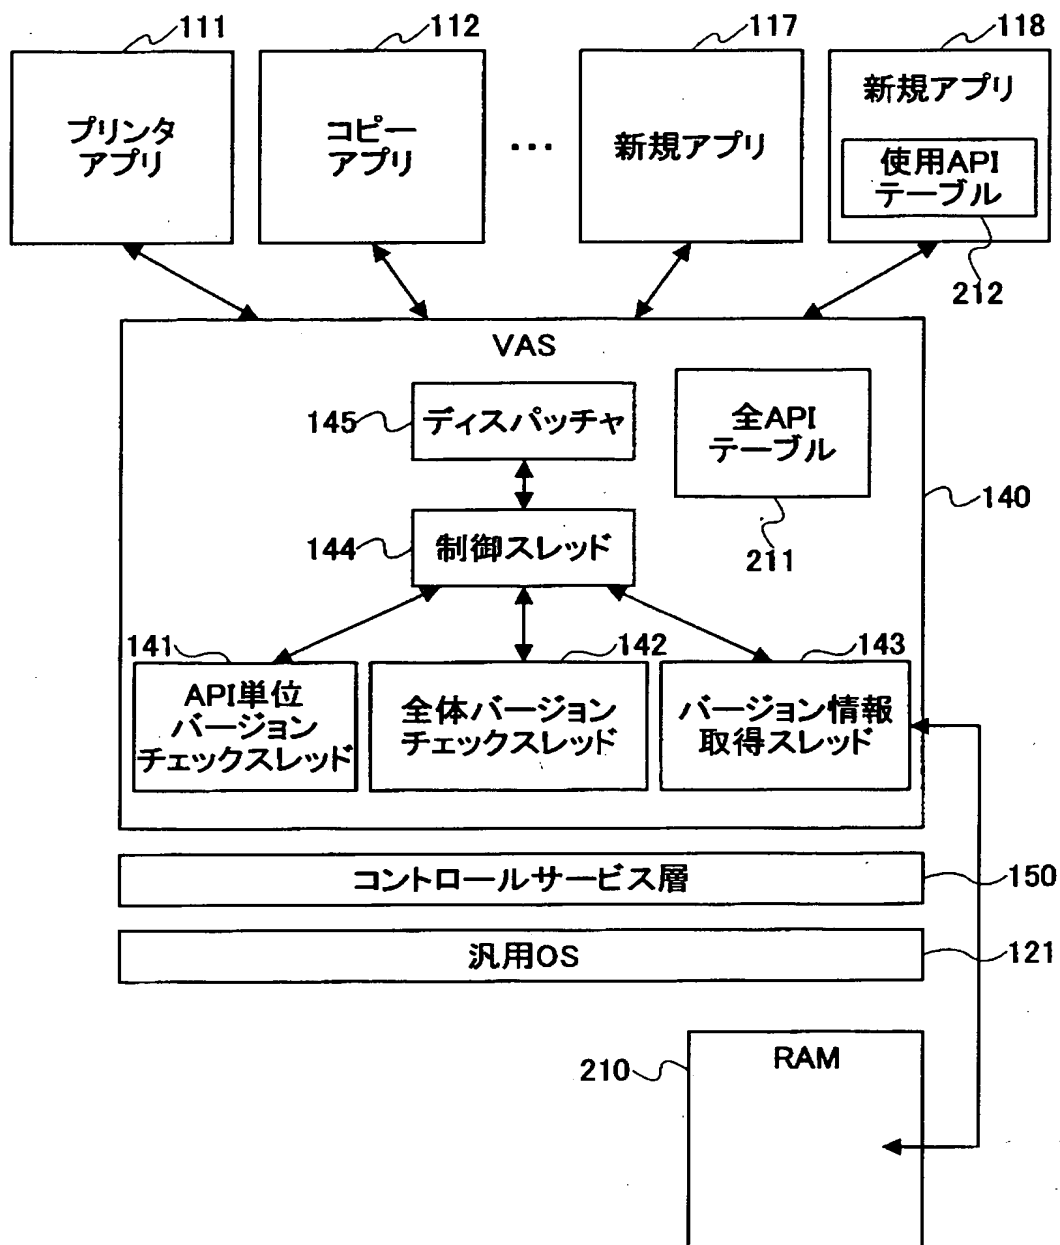 111
112
117
118
プリンタ
アプリ
コピー
アプリ
...
新規アプリ
新規アプリ
使用API
テーブル
212
VAS
145
ディスパッチャ
全API
テーブル
211
140
144
制御スレッド
141
142
143
API単位
バージョン
チェックスレッド
全体バージョン
チェックスレッド
バージョン情報
取得スレッド
コントロールサービス層
150
汎用OS
121
210
RAM